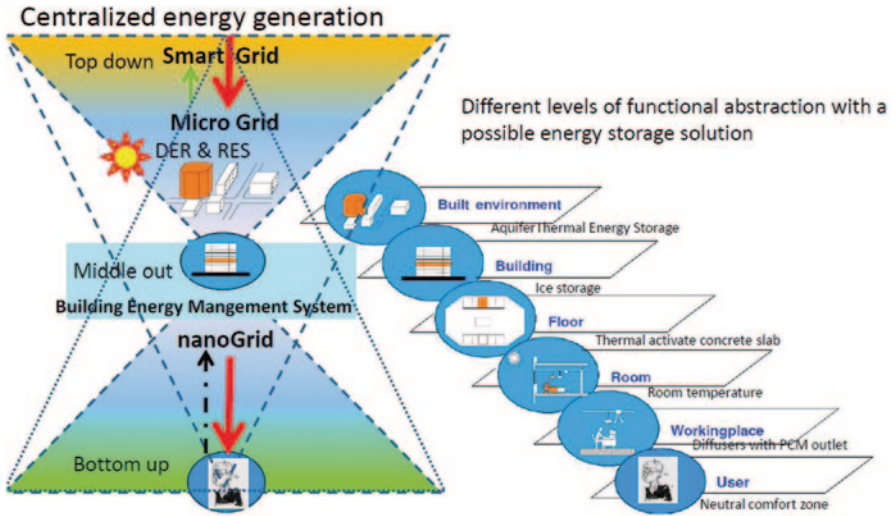 Centralized energy generation
Top down
Smart Grid
Micro Grid
DER & RES
Middle out
Building Energy Mangement System
nanoGrid
Bottom up
Different levels of functional abstraction with a
possible energy storage solution
Built environment
AquiferThermal Energy Storage
Building
Ice storage
Floor
Thermal activate concrete slab
Room
Room temperature
Workingplace
Diffusers with PCM outlet
User
Neutral comfort zone